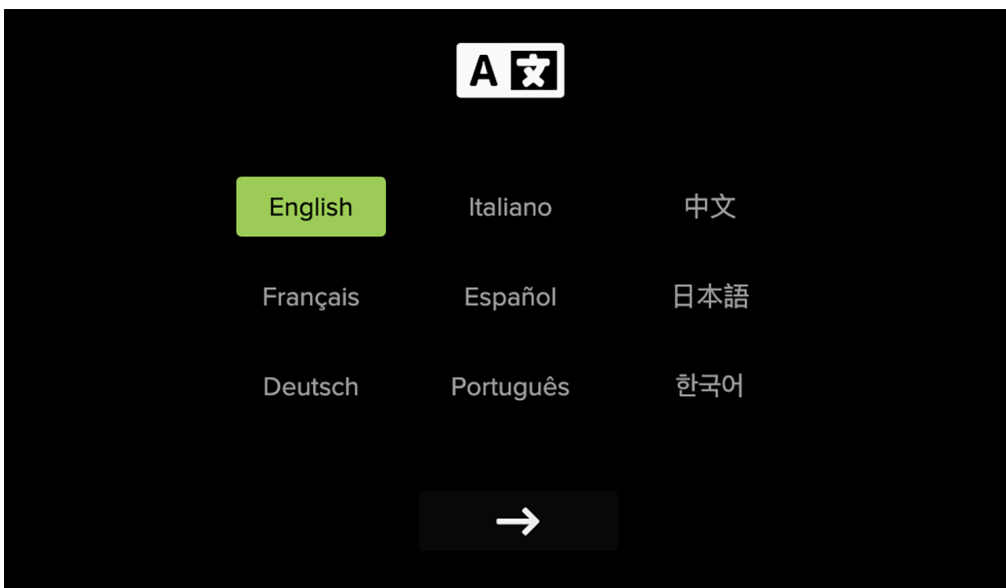 A 文
English Italiano 中文
Français Español 日本語
Deutsch Português 한국어